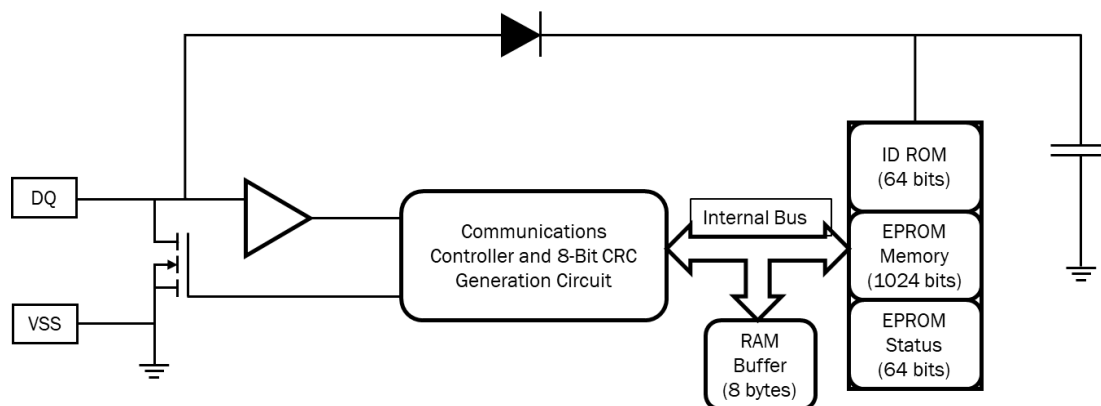 DQ
VSS
Communications
Controller and 8-Bit CRC
Generation Circuit
Internal Bus
RAM
Buffer
(8 bytes)
ID ROM
(64 bits)
EPROM
Memory
(1024 bits)
EPROM
Status
(64 bits)